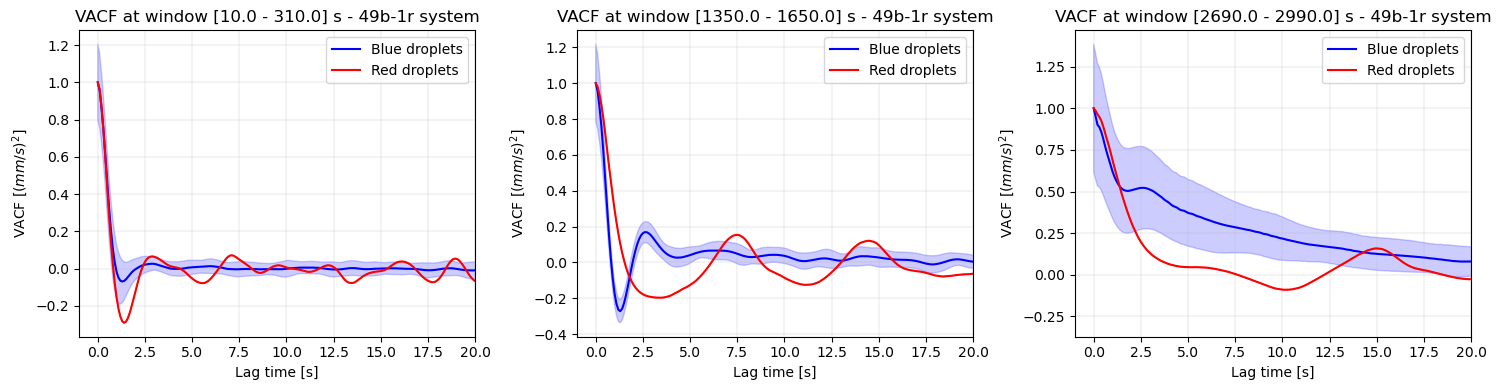 VACF at window [10.0 - 310.0] s - 49b-1r system
VACF [(mm/s)²]
1.2
1.0
0.8
0.6
0.4
0.2
0.0
−0.2
Blue droplets
Red droplets
0.0 2.5 5.0 7.5 10.0 12.5 15.0 17.5 20.0
Lag time [s]
VACF at window [1350.0 - 1650.0] s - 49b-1r system
VACF [(mm/s)²]
1.2
1.0
0.8
0.6
0.4
0.2
0.0
−0.2
−0.4
Blue droplets
Red droplets
0.0 2.5 5.0 7.5 10.0 12.5 15.0 17.5 20.0
Lag time [s]
VACF at window [2690.0 - 2990.0] s - 49b-1r system
VACF [(mm/s)²]
1.25
1.00
0.75
0.50
0.25
0.00
−0.25
Blue droplets
Red droplets
0.0 2.5 5.0 7.5 10.0 12.5 15.0 17.5 20.0
Lag time [s]